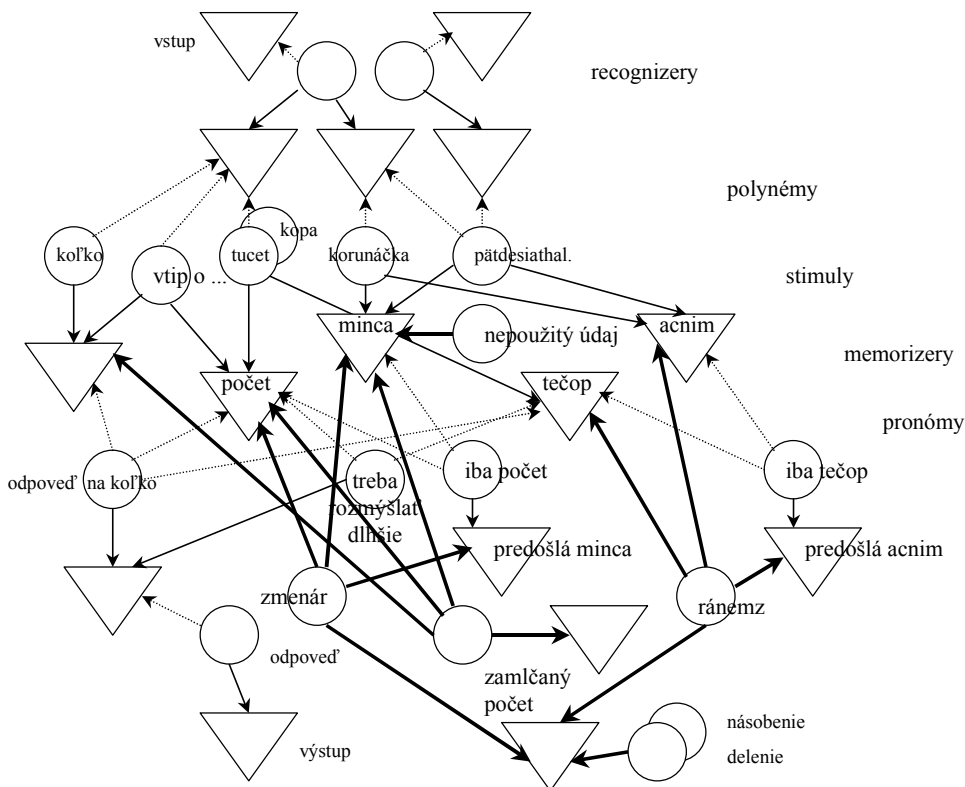 vstup
recognizery
polynémy
kopa
koľko
tucet
korunáčka
pätdesiathal.
vtip o ...
stimuly
minca
nepoužitý údaj
acnim
memorizery
počet
tečop
pronómy
odpoveď
na koľko
treba
rozmýšlať
dlhšie
iba počet
iba tečop
predošlá minca
predošlá acnim
zmenár
ránemz
odpoveď
zamlčaný
počet
násobenie
výstup
delenie